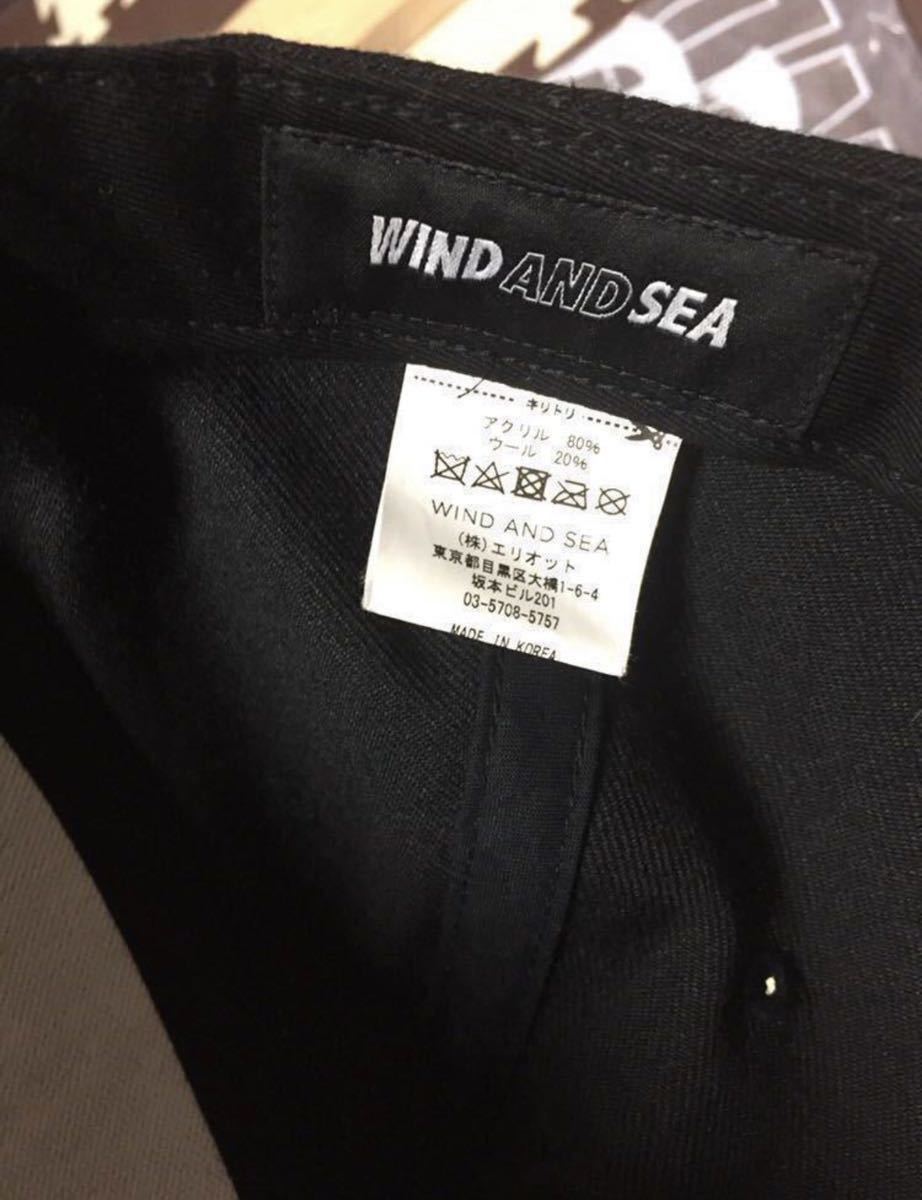 WIND AND SEA
キリトリ
アクリル 80%
ウール 20%
WIND AND SEA
(株)エリオット
東京都目黒区大橋1-6-4
坂本ビル201
03-5708-5757
MADE IN KOREA